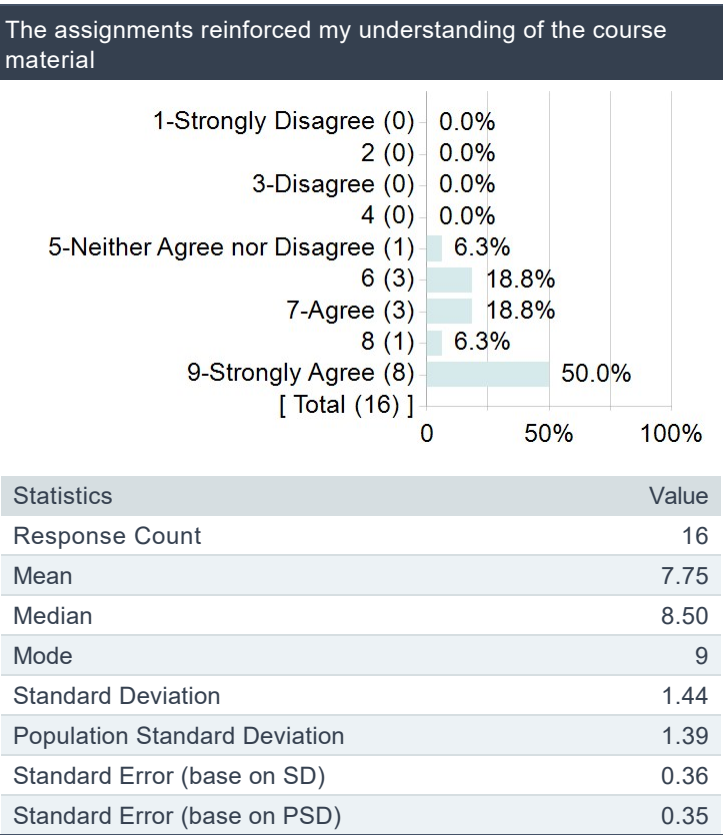 The assignments reinforced my understanding of the course
material
1-Strongly Disagree (0) 0.0%
2 (0) 0.0%
3-Disagree (0) 0.0%
4 (0) 0.0%
5-Neither Agree nor Disagree (1) 6.3%
6 (3) 18.8%
7-Agree (3) 18.8%
8 (1) 6.3%
9-Strongly Agree (8) 50.0%
[ Total (16) ]
0 50% 100%
Statistics Value
Response Count 16
Mean 7.75
Median 8.50
Mode 9
Standard Deviation 1.44
Population Standard Deviation 1.39
Standard Error (base on SD) 0.36
Standard Error (base on PSD) 0.35